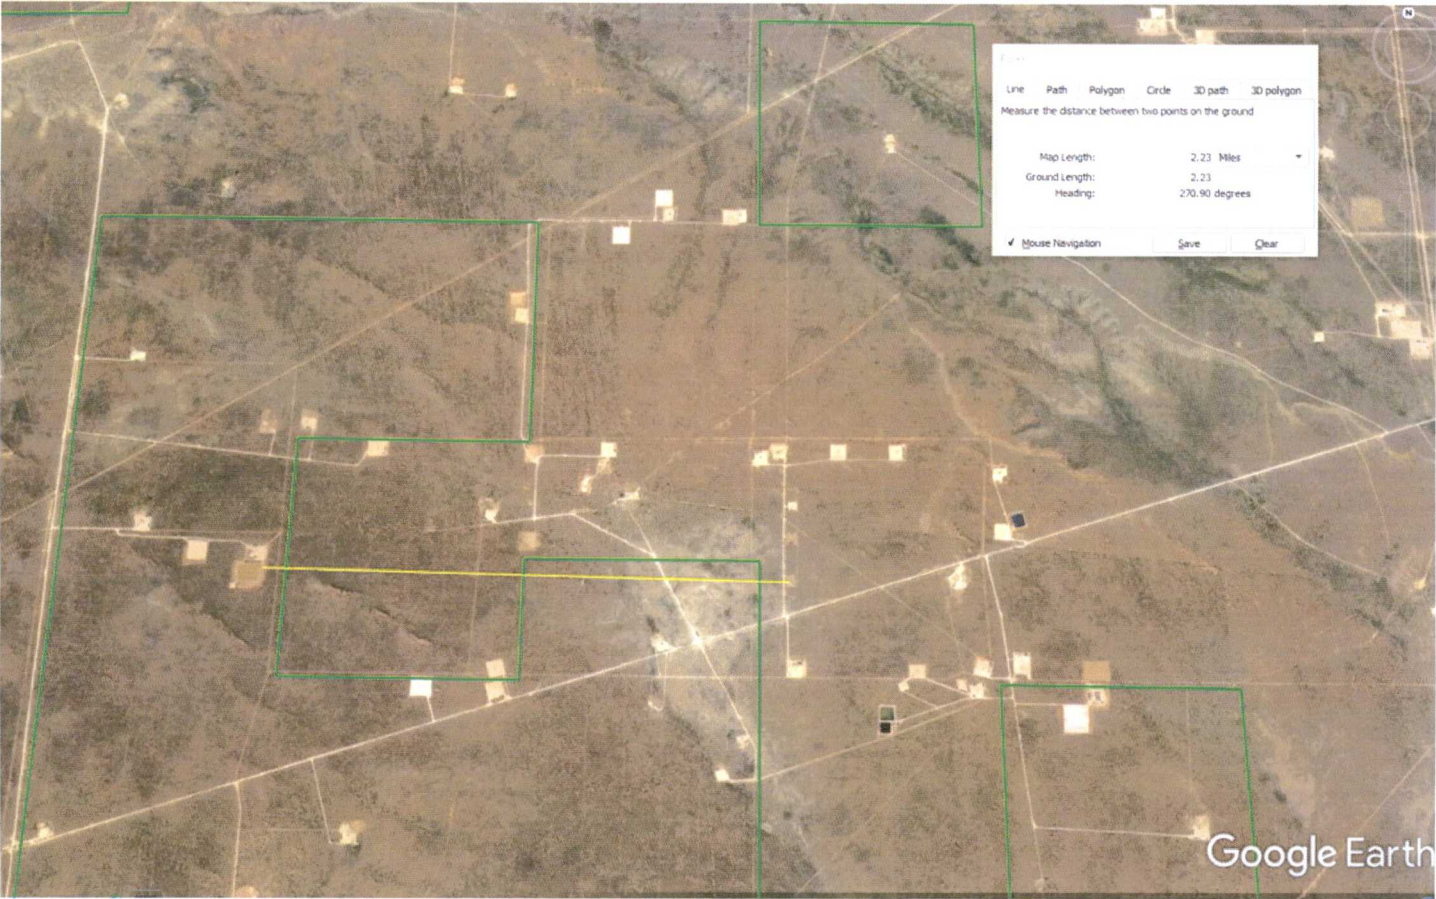 N
Line Path Polygon Circle 3D path 3D polygon
Measure the distance between two points on the ground
Map Length: 2.23 Miles
Ground Length: 2.23
Heading: 270.90 degrees
✓ Mouse Navigation Save Clear
Google Earth